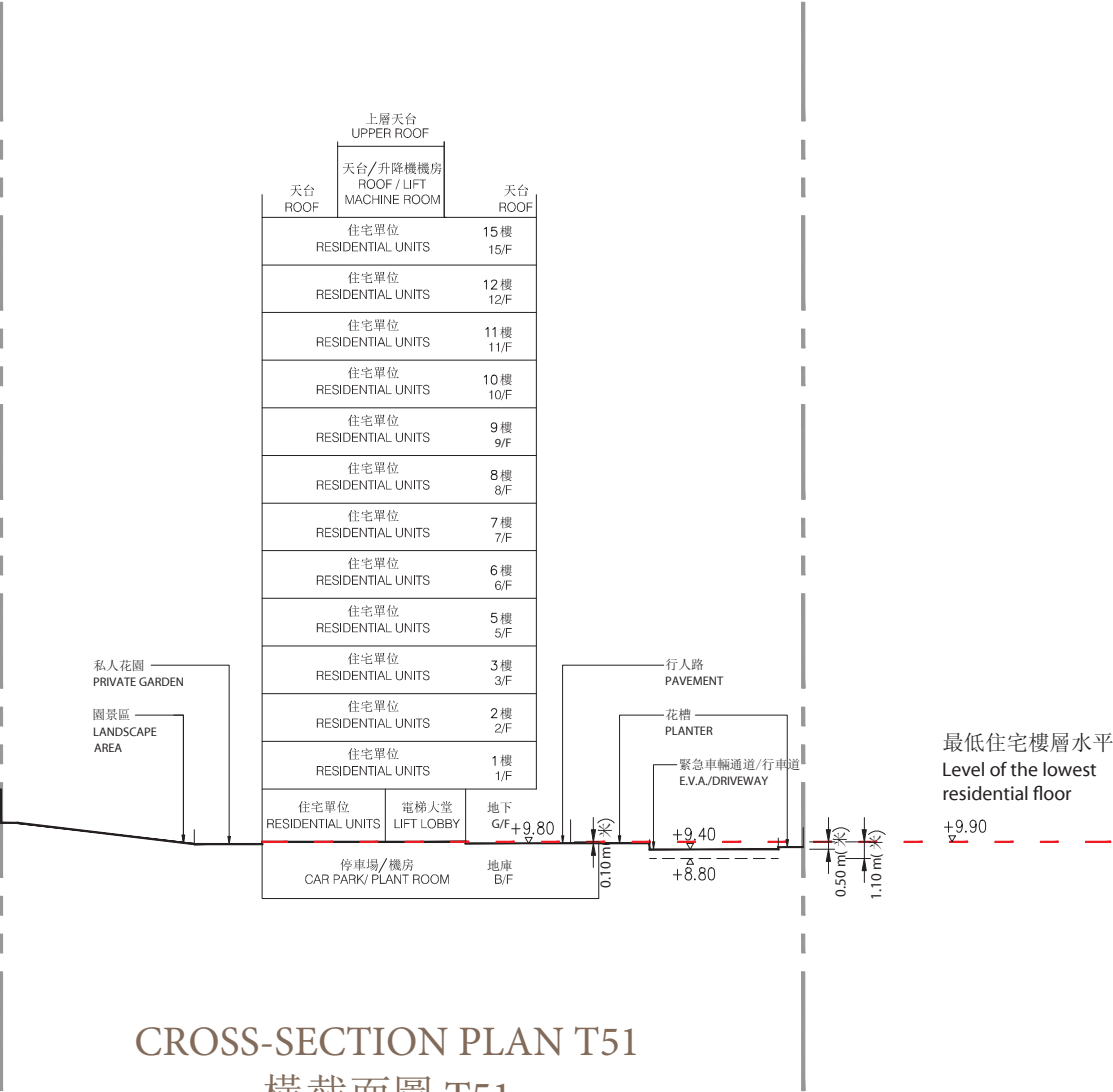 上層天台
UPPER ROOF
天台/升降機機房
ROOF / LIFT
MACHINE ROOM
天台
ROOF
天台
ROOF
住宅單位
RESIDENTIAL UNITS
15樓
15/F
住宅單位
RESIDENTIAL UNITS
12樓
12/F
住宅單位
RESIDENTIAL UNITS
11樓
11/F
住宅單位
RESIDENTIAL UNITS
10樓
10/F
住宅單位
RESIDENTIAL UNITS
9樓
9/F
住宅單位
RESIDENTIAL UNITS
8樓
8/F
住宅單位
RESIDENTIAL UNITS
7樓
7/F
住宅單位
RESIDENTIAL UNITS
6樓
6/F
住宅單位
RESIDENTIAL UNITS
5樓
5/F
住宅單位
RESIDENTIAL UNITS
3樓
3/F
住宅單位
RESIDENTIAL UNITS
2樓
2/F
住宅單位
RESIDENTIAL UNITS
1樓
1/F
住宅單位
RESIDENTIAL UNITS
電梯大堂
LIFT LOBBY
地下
G/F
停車場/機房
CAR PARK/ PLANT ROOM
地庫
B/F
私人花園
PRIVATE GARDEN
園景區
LANDSCAPE
AREA
行人路
PAVEMENT
花槽
PLANTER
緊急車輛通道/行車道
E.V.A./DRIVEWAY
+9.80
0.10 m(米)
+9.40
+8.80
0.50 m(米)
1.10 m(米)
最低住宅樓層水平
Level of the lowest
residential floor
+9.90
CROSS-SECTION PLAN T51
橫截面圖 T51